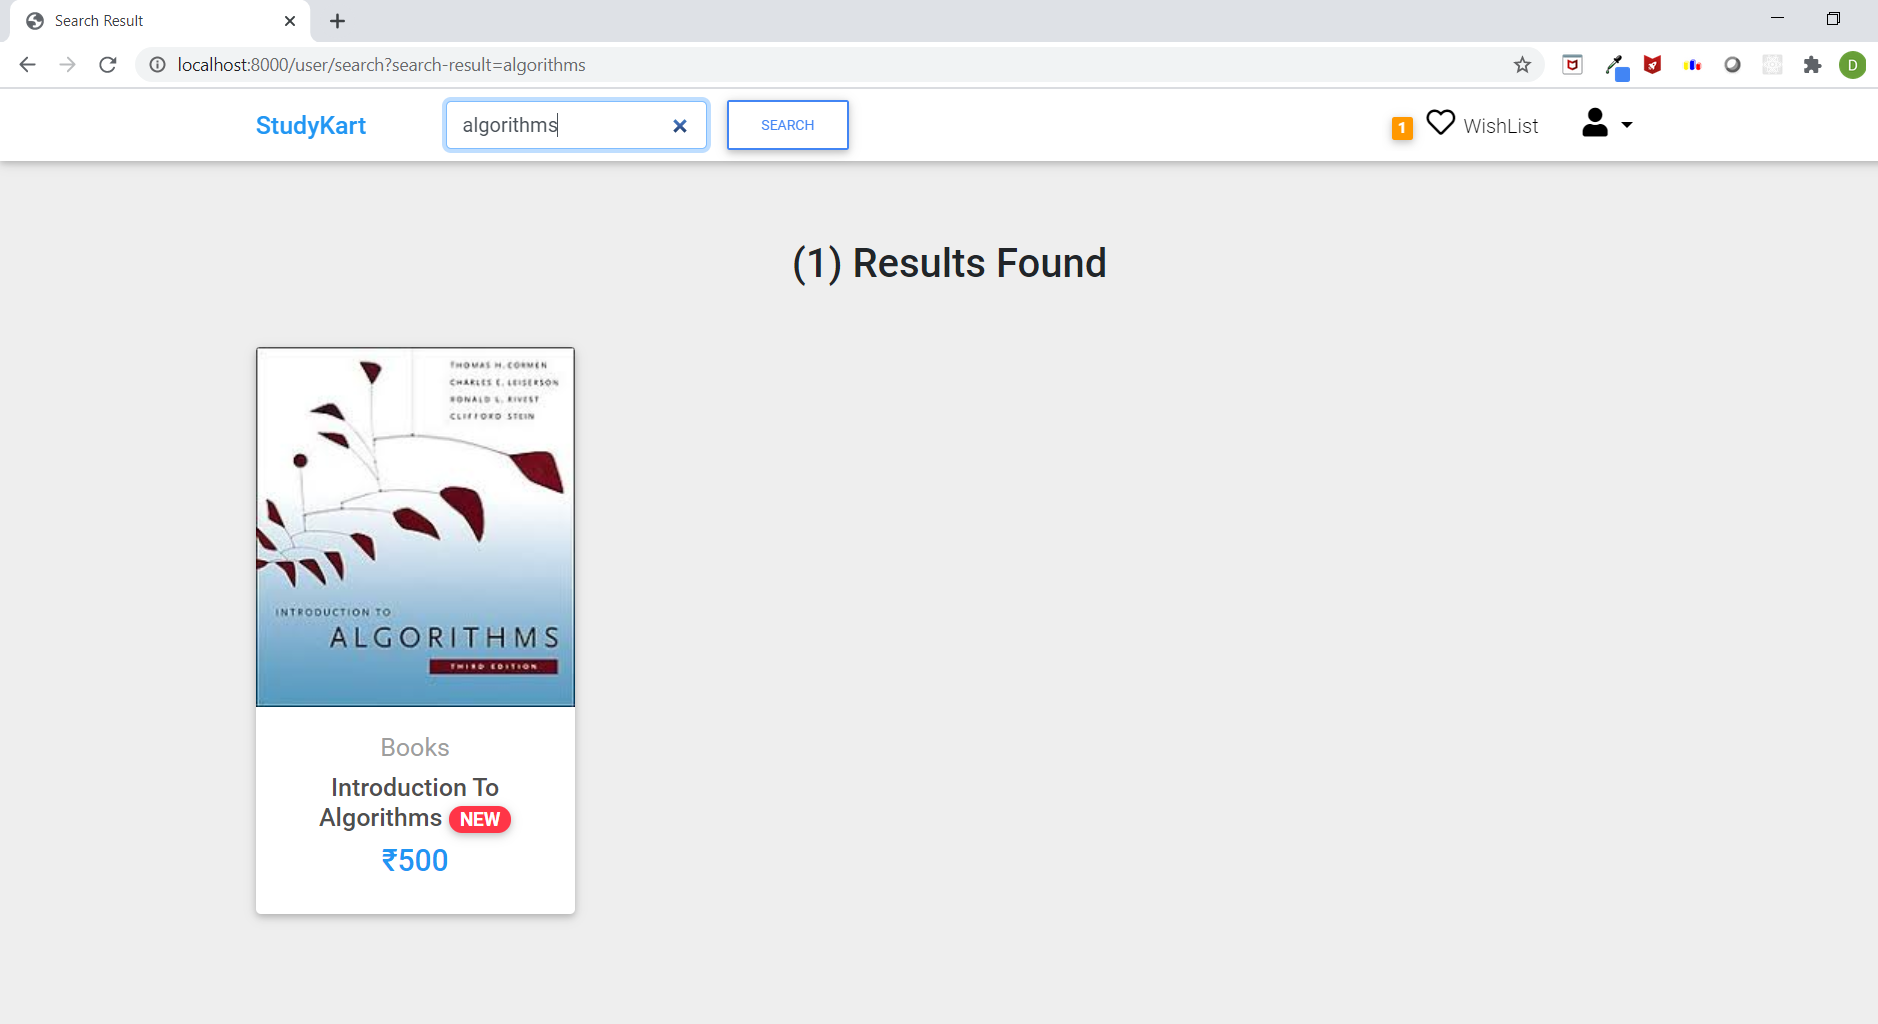 Search Result
localhost:8000/user/search?search-result=algorithms
D
StudyKart
algorithms
SEARCH
1
WishList
(1) Results Found
THOMAS H. CORMEN
CHARLES E. LEISERSON
RONALD L. RIVEST
CLIFFORD STEIN
INTRODUCTION TO
ALGORITHMS
THIRD EDITION
Books
Introduction To
Algorithms NEW
₹500